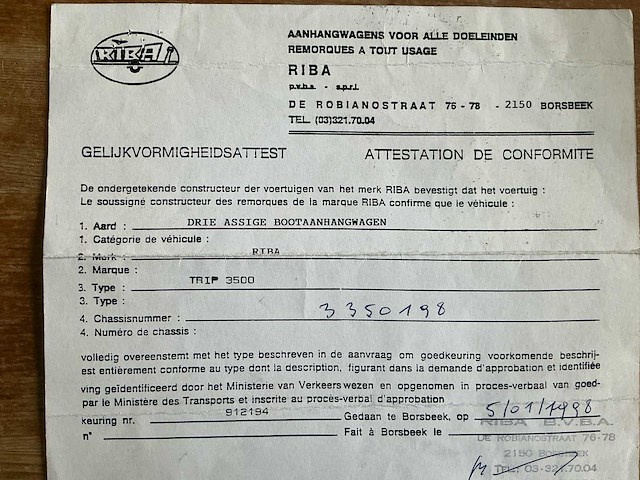 RIBA
AANHANGWAGENS VOOR ALLE DOELEINDEN
REMORQUES A TOUT USAGE
RIBA
p.v.b.a. - s.p.r.l.
DE ROBIANOSTRAAT 76-78 - 2150 BORSBEEK
TEL. (03)321.70.04
GELIJKVORMIGHEIDSATTEST ATTESTATION DE CONFORMITE
De ondergetekende constructeur der voertuigen van het merk RIBA bevestigt dat het voertuig :
Le soussigné constructeur des remorques de la marque RIBA confirme que le véhicule :
1. Aard : DRIE ASSIGE BOOTAANHANGWAGEN
1. Catégorie de véhicule :
2. Merk : RIBA
2. Marque :
3. Type : TRIP 3500
3. Type :
4. Chassisnummer : 3350198
4. Numéro de chassis :
volledig overeenstemt met het type beschreven in de aanvraag om goedkeuring voorkomende beschrij-
est entièrement conforme au type dont la description, figurant dans la demande d'approbation et identifiée
ving geïdentificeerd door het Ministerie van Verkeerswezen en opgenomen in proces-verbaal van goed-
par le Ministère des Transports et inscrite au procès-verbal d'approbation
keuring nr. 912194 Gedaan te Borsbeek, op 5/01/1998
n° Fait à Borsbeek le
RIBA B.V.B.A.
DE ROBIANOSTRAAT 76-78
2150 BORSBEEK
TEL. 03-321.70.04